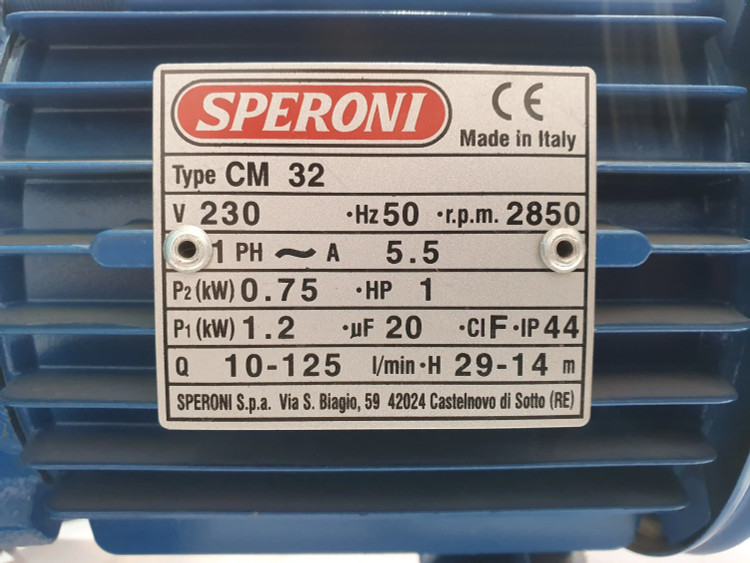 SPERONI CE
Made in Italy
Type CM 32
V 230 ·Hz 50 ·r.p.m. 2850
1 PH ~ A 5.5
P2 (kW) 0.75 ·HP 1
P1 (kW) 1.2 ·µF 20 ·Cl F ·IP 44
Q 10-125 l/min ·H 29-14 m
SPERONI S.p.a. Via S. Biagio, 59 42024 Castelnovo di Sotto (RE)